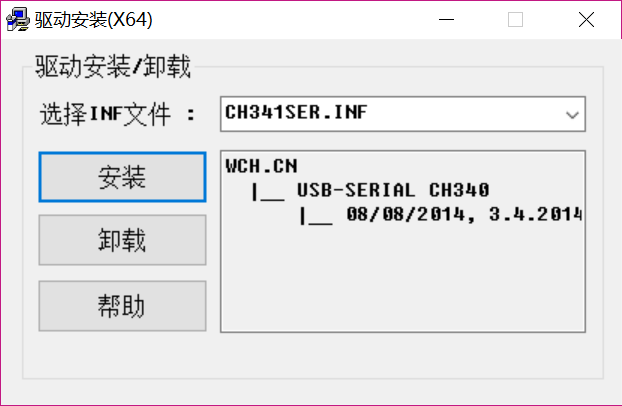 驱动安装(X64)
驱动安装/卸载
选择INF文件 :
CH341SER.INF
安装
卸载
帮助
WCH.CN
|__ USB-SERIAL CH340
|__ 08/08/2014, 3.4.2014